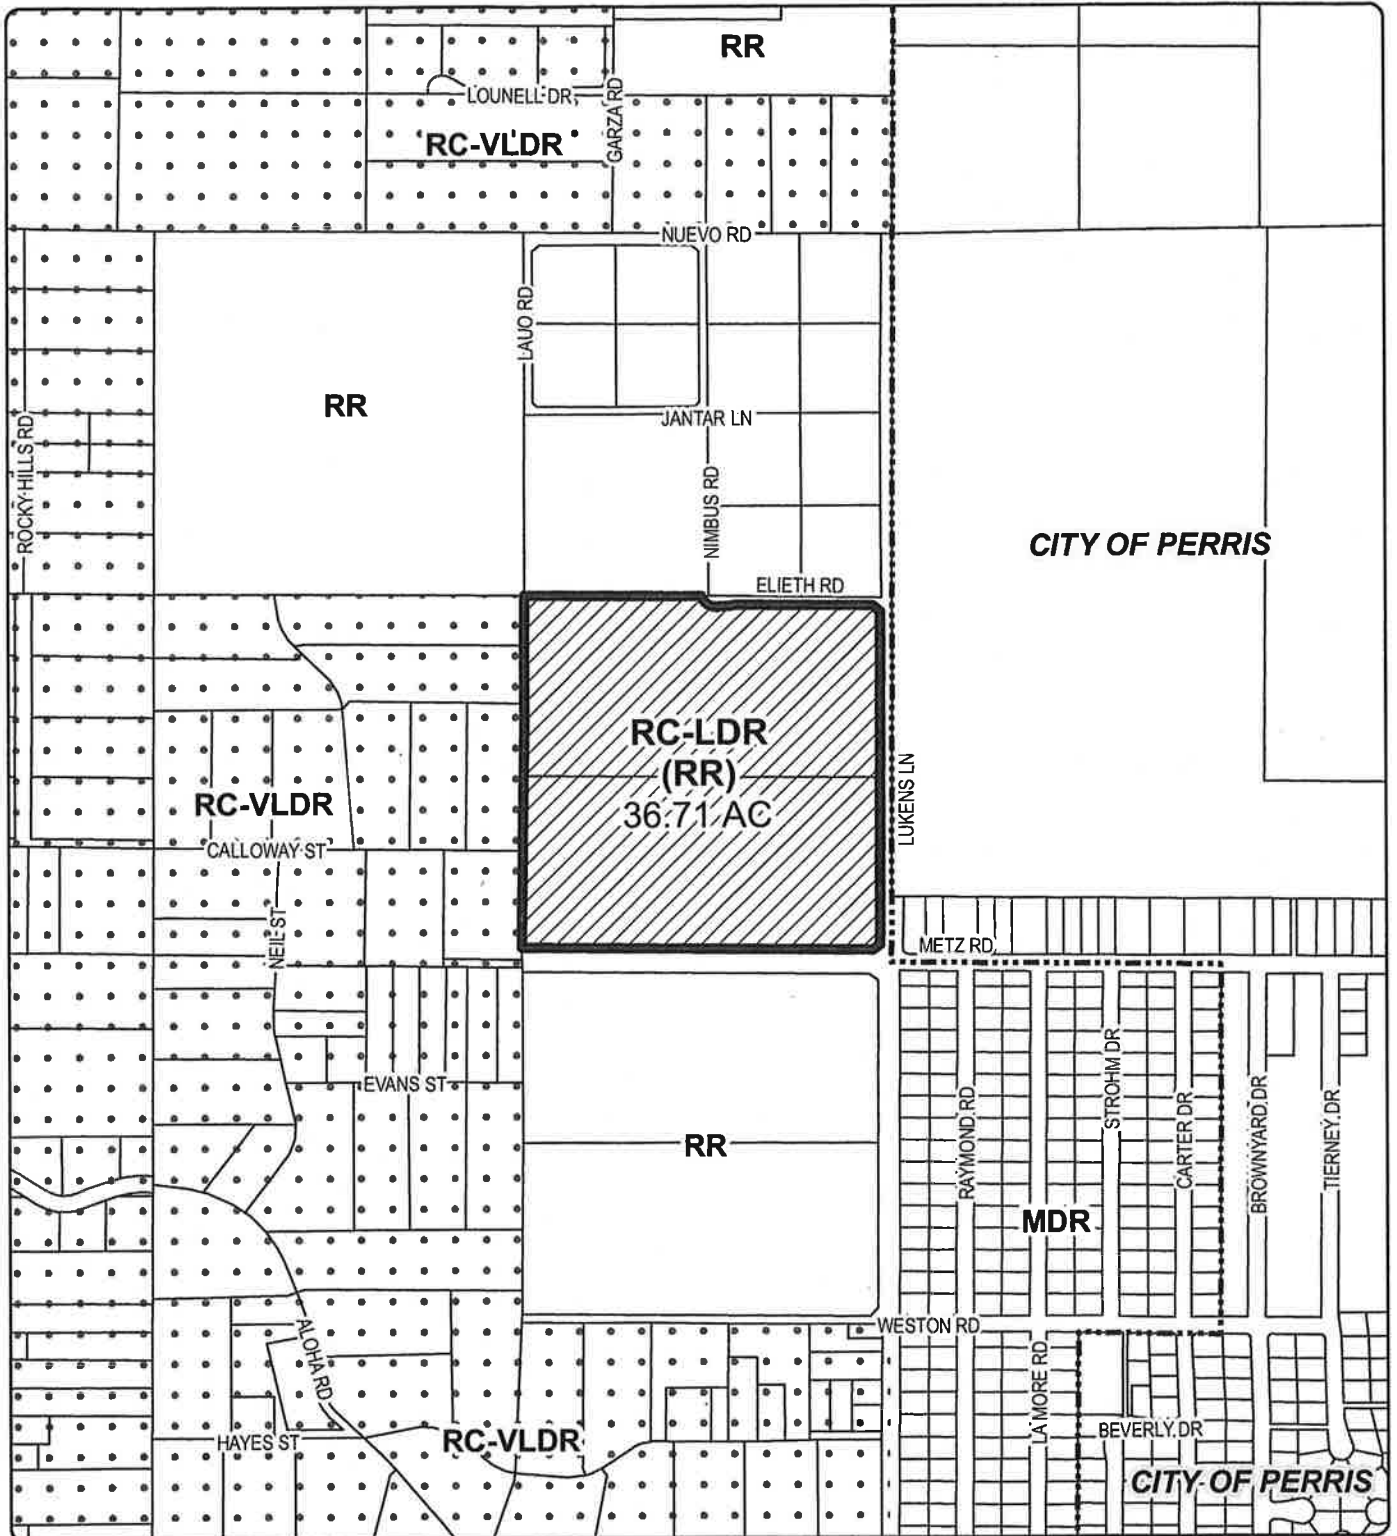 RR
LOUNELL DR
GARZA RD
RC-VLDR
NUEVO RD
LAUO RD
RR
JANTAR LN
ROCKY HILLS RD
NIMBUS RD
CITY OF PERRIS
ELIETH RD
RC-LDR
(RR)
36.71 AC
LUKENS LN
RC-VLDR
CALLOWAY ST
NEIL ST
METZ RD
EVANS ST
STROHM DR
RAYMOND RD
CARTER DR
BROWNYARD DR
TIERNEY DR
RR
MDR
WESTON RD
ALOHA RD
LA MORE RD
HAYES ST
RC-VLDR
BEVERLY DR
CITY OF PERRIS